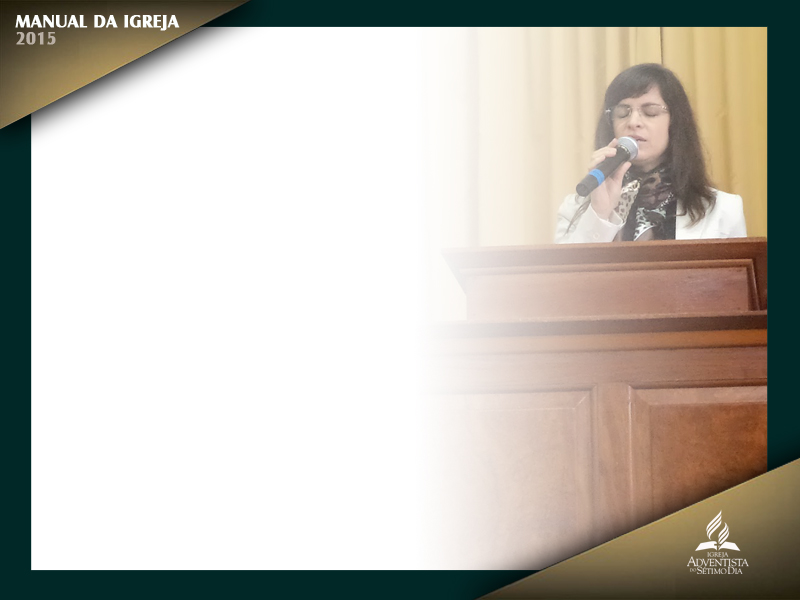 MANUAL DA IGREJA
2015
IGREJA
ADVENTISTA
DO SÉTIMO DIA